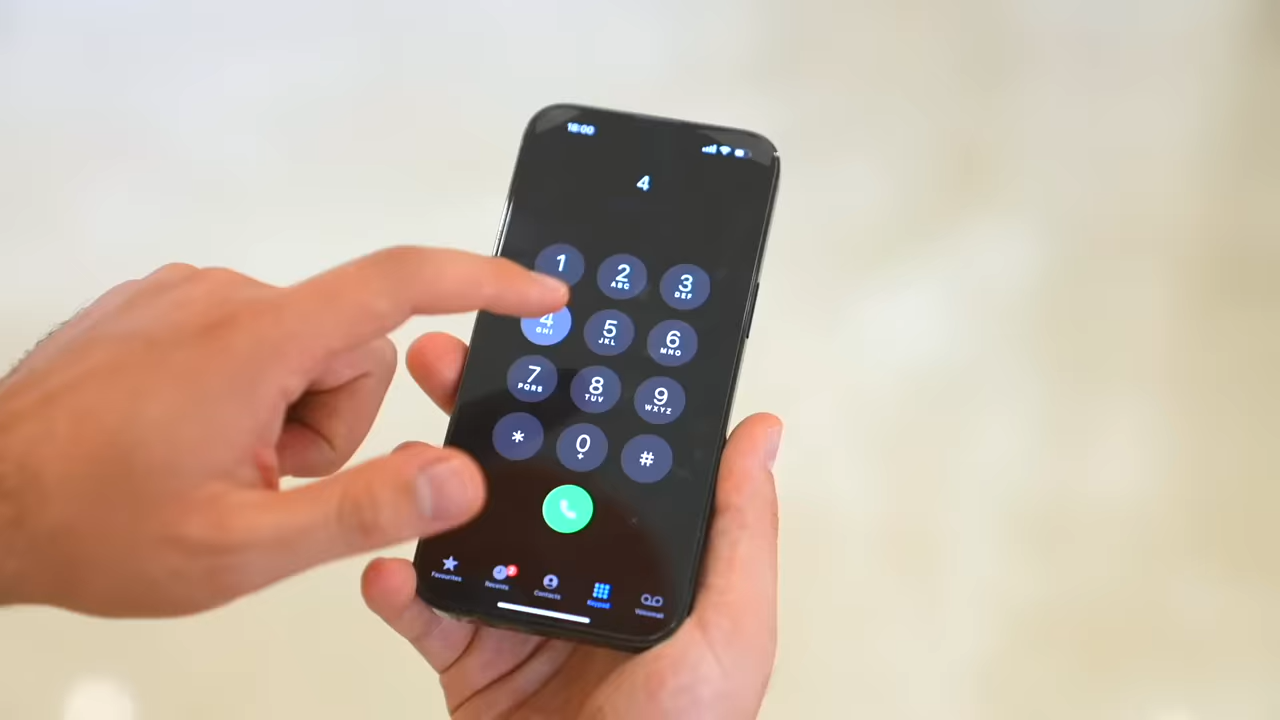 18:00
4
1 2 3
ABC DEF
4 5 6
GHI JKL MNO
7 8 9
PQRS TUV WXYZ
* 0 #
+
Favourites Recents 2 Contacts Keypad Voicemail